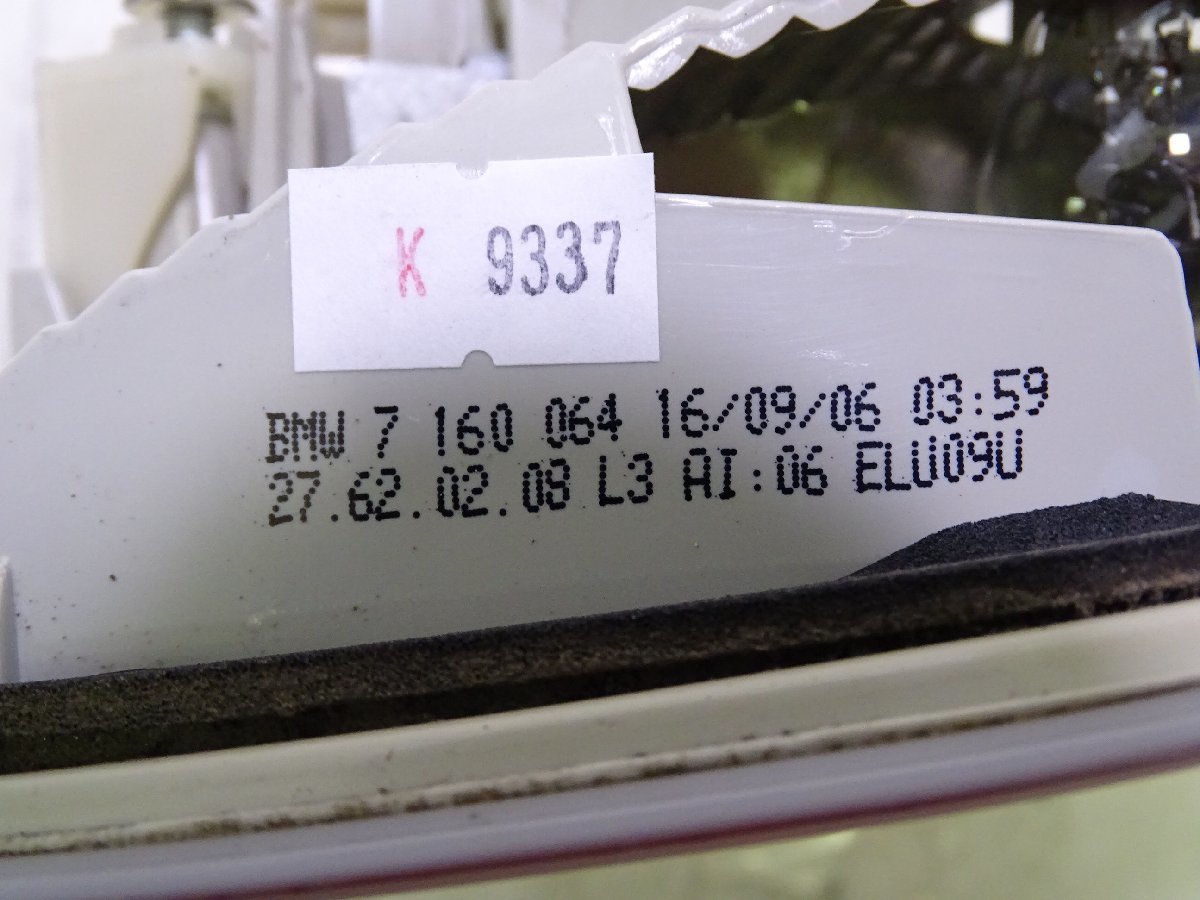 K 9337
BMW 7 160 064 16/09/06 03:59
27.62.02.08 L3 AI:06 ELU09U